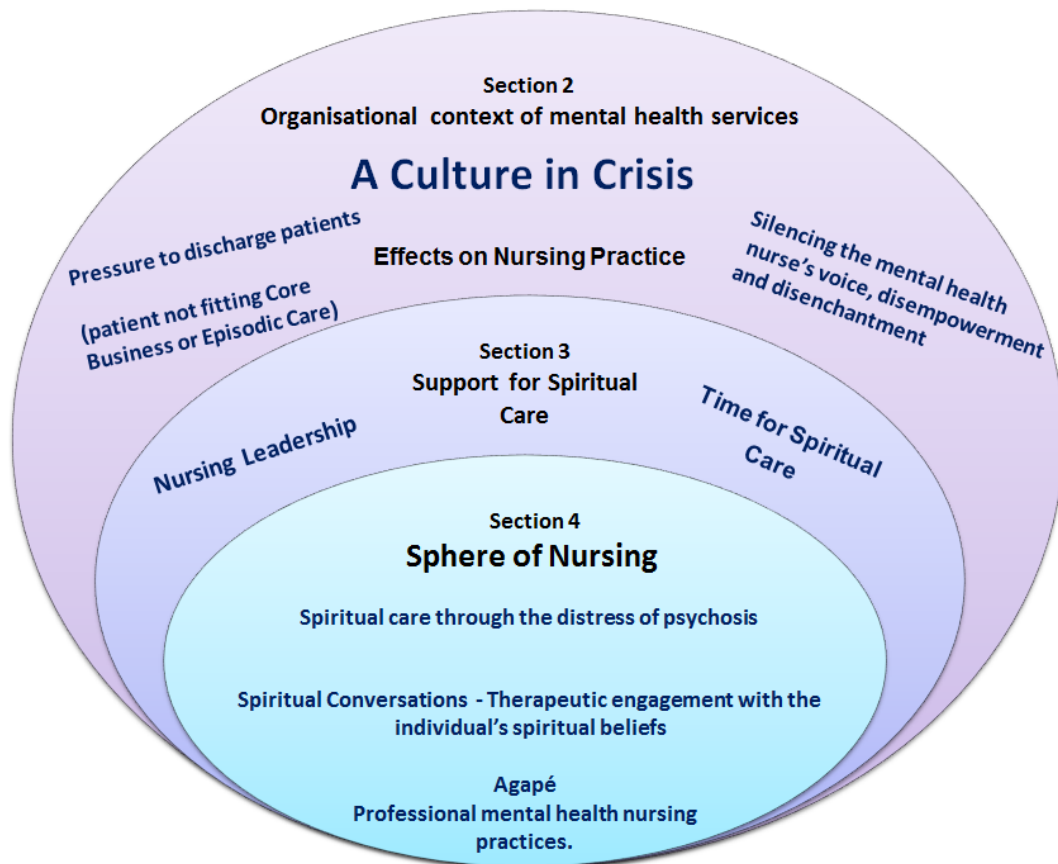 Section 2
Organisational context of mental health services
A Culture in Crisis
Pressure to discharge patients
(patient not fitting Core
Business or Episodic Care)
Effects on Nursing Practice
Silencing the mental health
nurse's voice, disempowerment
and disenchantment
Section 3
Support for Spiritual
Care
Nursing Leadership
Time for Spiritual
Care
Section 4
Sphere of Nursing
Spiritual care through the distress of psychosis
Spiritual Conversations - Therapeutic engagement with the
individual's spiritual beliefs
Agapé
Professional mental health nursing
practices.